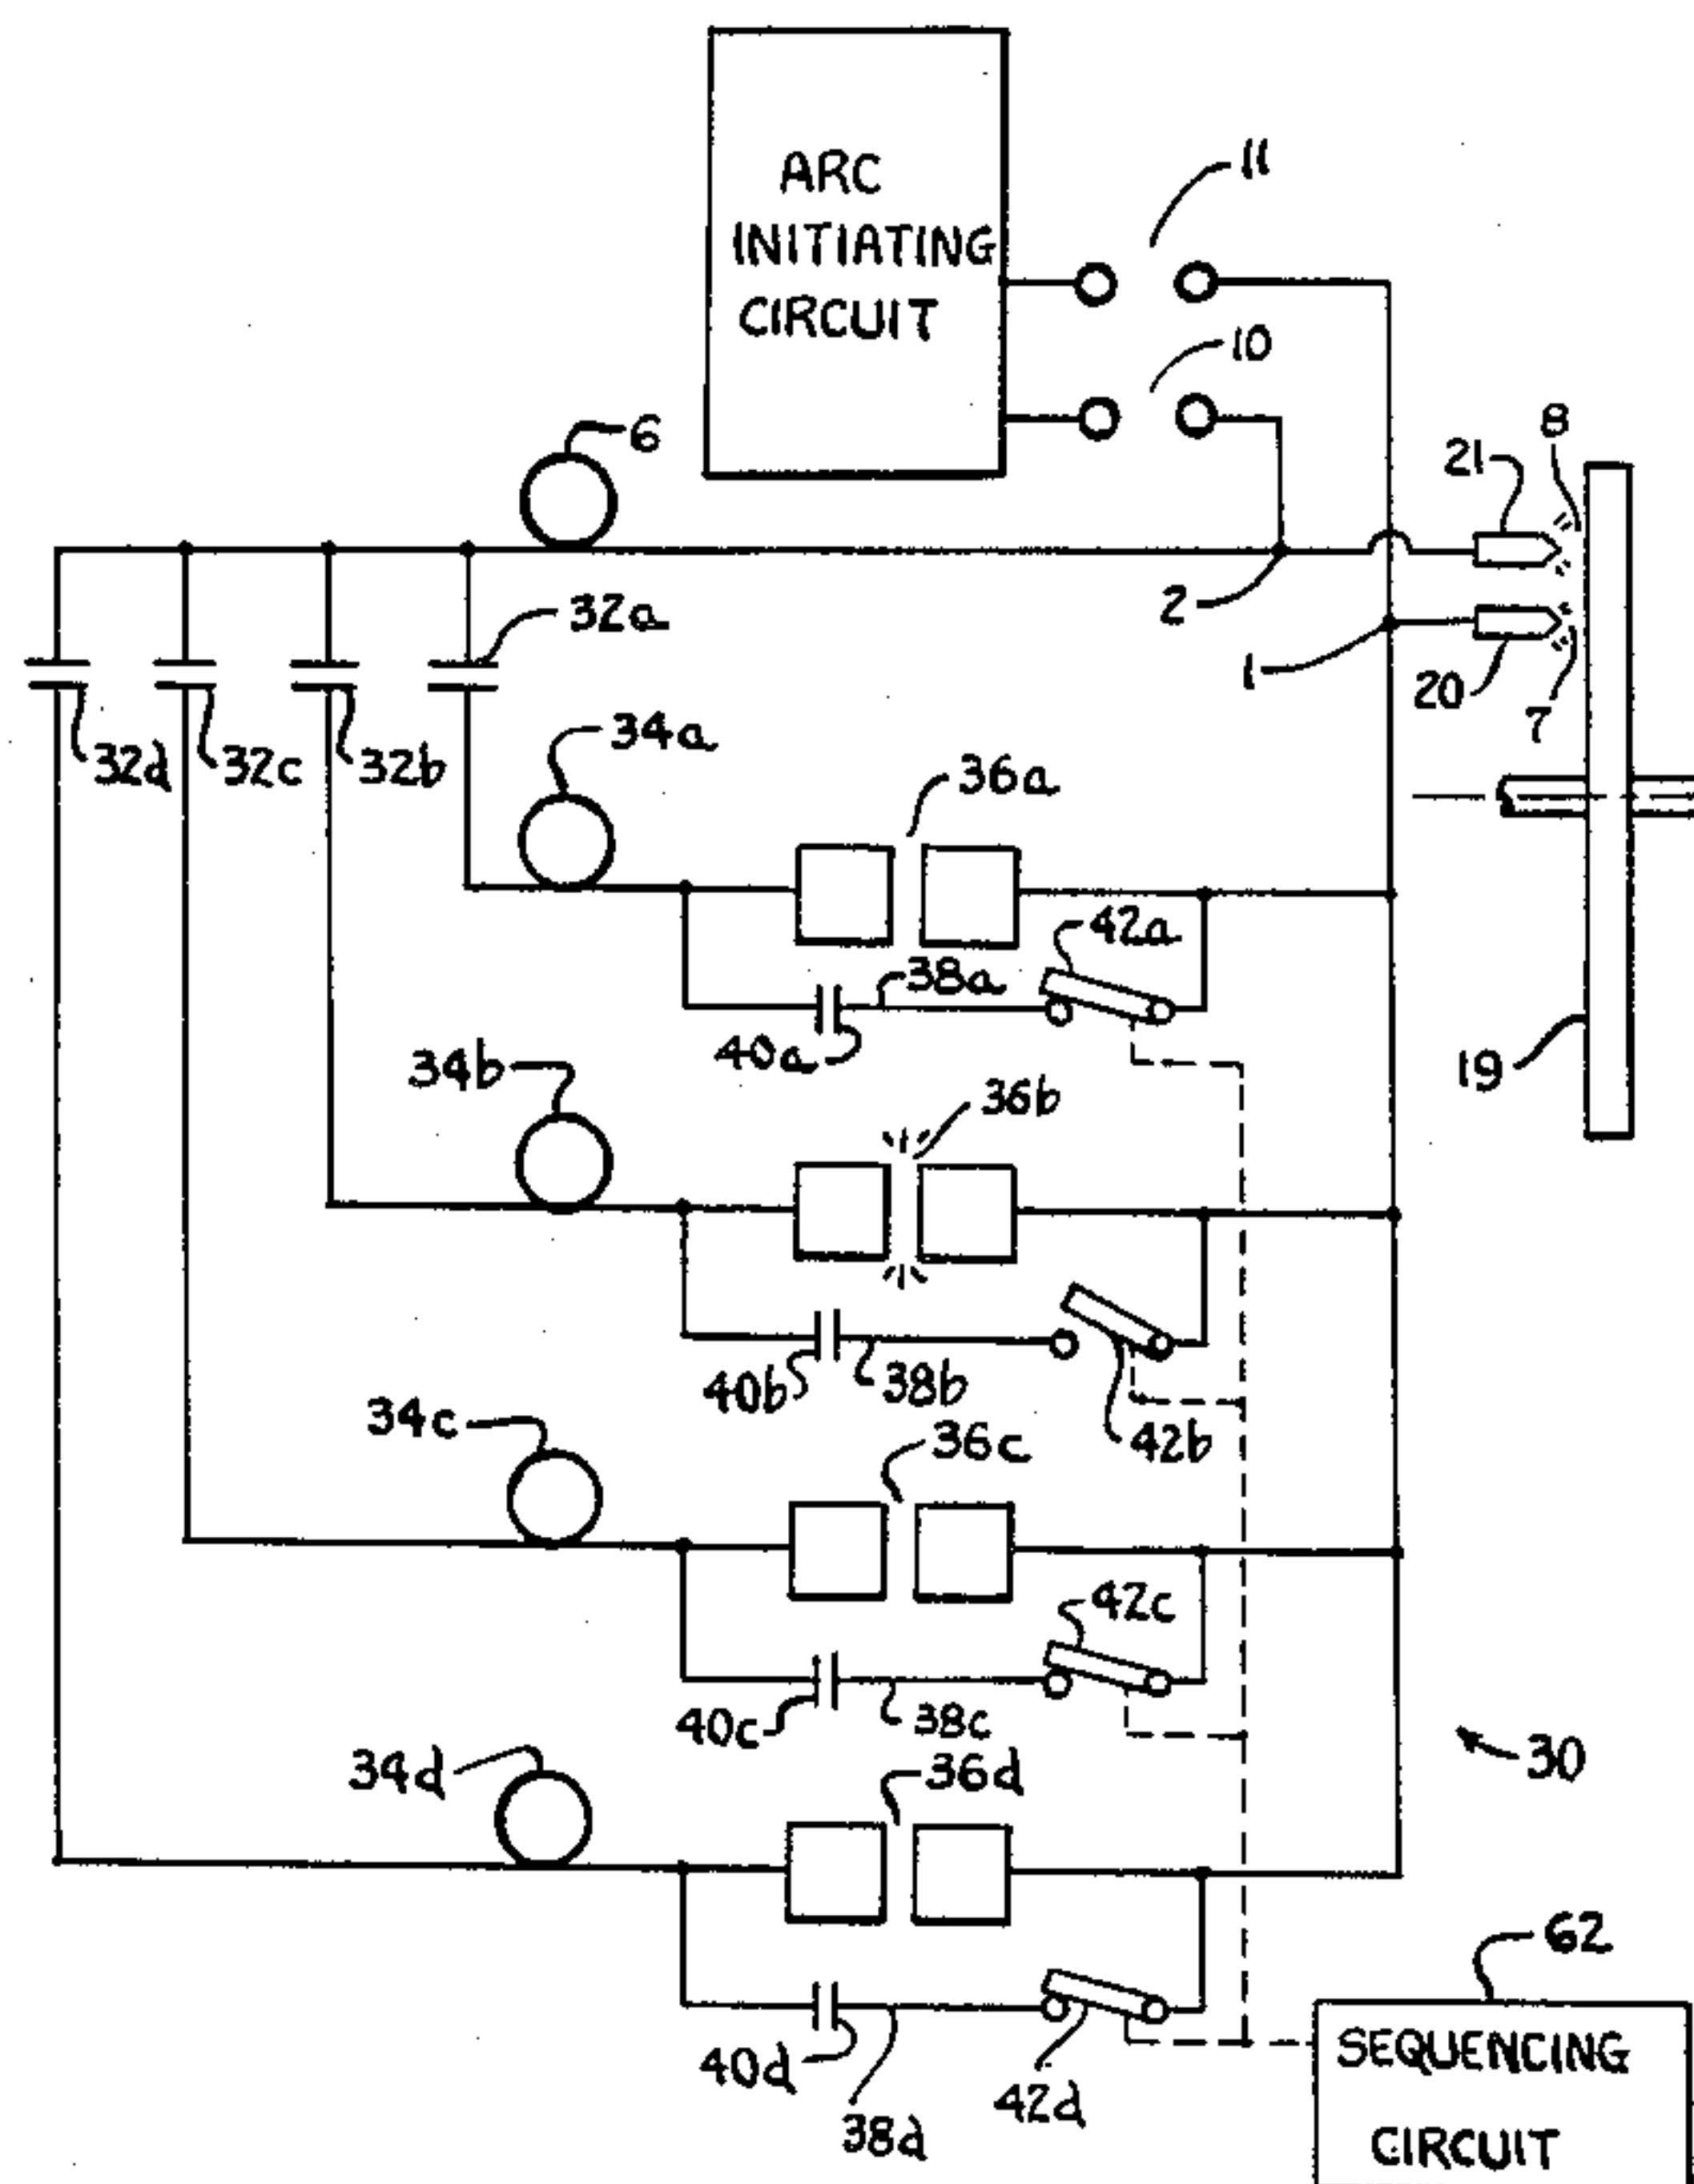 ARC
INITIATING
CIRCUIT
11
10
6
8
21
2
32a
1
20
7
32d
32c
32b
34a
36a
42a
38a
40a
19
34b
36b
40b
38b
42b
34c
36c
42c
40c
38c
30
34d
36d
62
SEQUENCING
CIRCUIT
40d
42d
38d